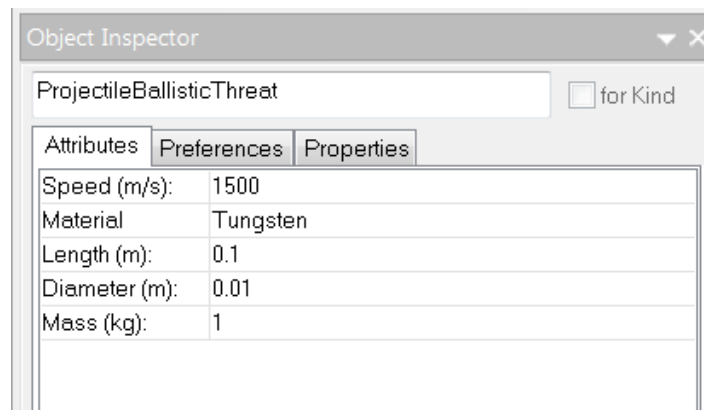 Object Inspector
ProjectileBallisticThreat for Kind
Attributes Preferences Properties
Speed (m/s): 1500
Material Tungsten
Length (m): 0.1
Diameter (m): 0.01
Mass (kg): 1